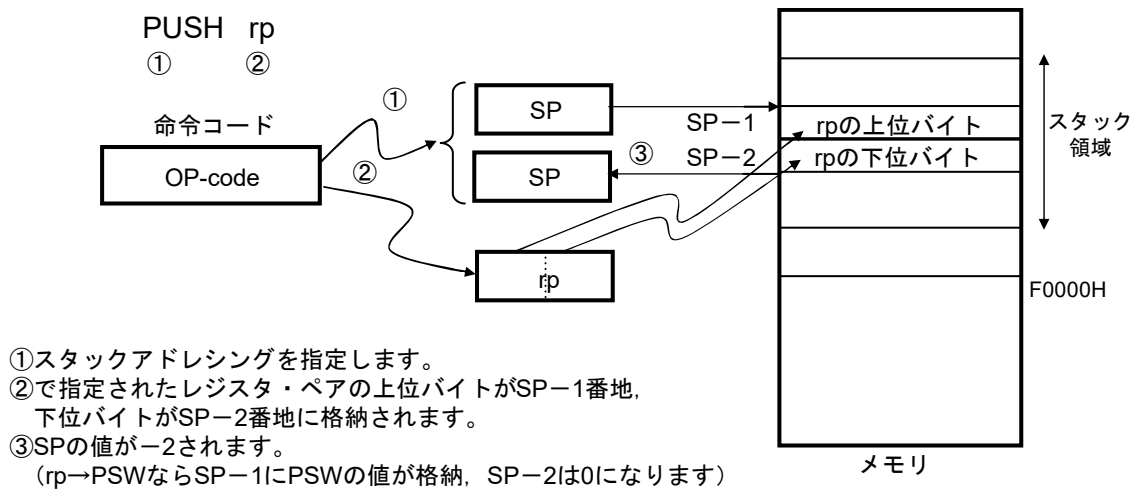 PUSH rp
① ②
命令コード
OP-code
①
②
SP
SP
③
rp
SP－1
SP－2
rpの上位バイト
rpの下位バイト
スタック
領域
F0000H
メモリ
①スタックアドレシングを指定します。
②で指定されたレジスタ・ペアの上位バイトがSP－1番地,
下位バイトがSP－2番地に格納されます。
③SPの値が－2されます。
（rp→PSWならSP－1にPSWの値が格納, SP－2は0になります）